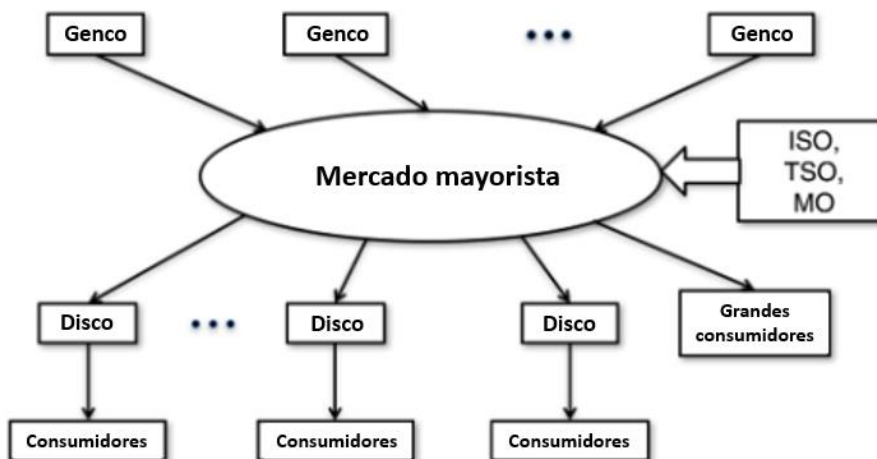 Genco
Genco
Genco
Mercado mayorista
ISO,
TSO,
MO
Disco
Disco
Disco
Grandes
consumidores
Consumidores
Consumidores
Consumidores